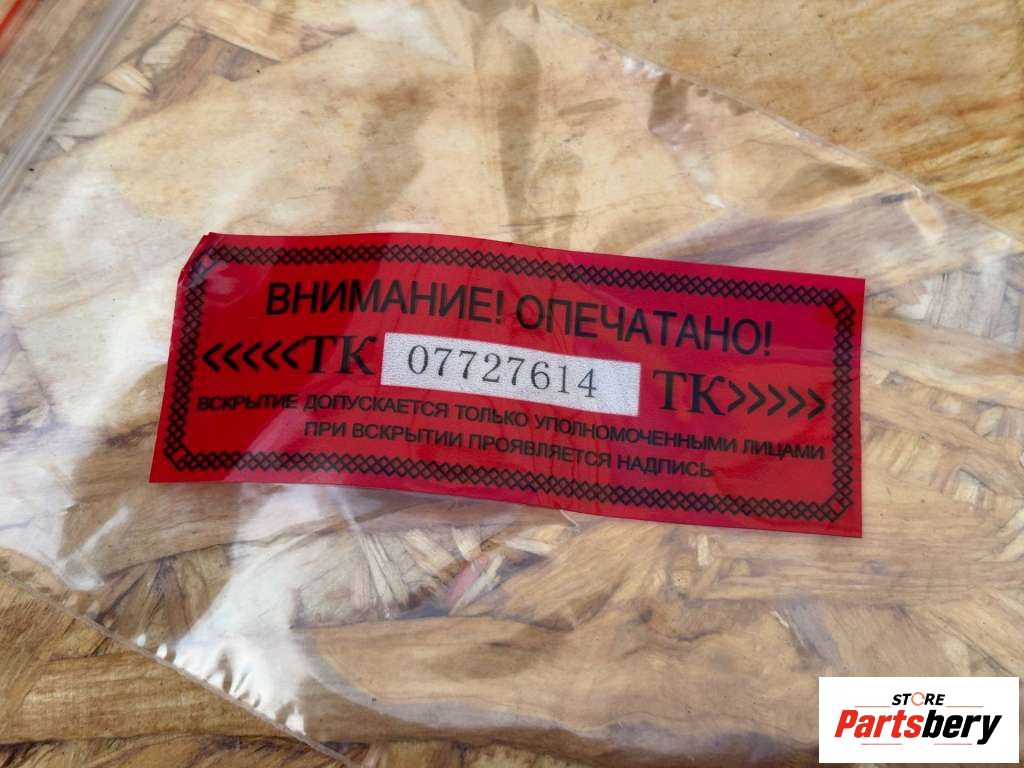 ВНИМАНИЕ! ОПЕЧАТАНО!
<<<<<ТК 07727614 ТК>>>>>
ВСКРЫТИЕ ДОПУСКАЕТСЯ ТОЛЬКО УПОЛНОМОЧЕННЫМИ ЛИЦАМИ
ПРИ ВСКРЫТИИ ПРОЯВЛЯЕТСЯ НАДПИСЬ
STORE
Partsbery